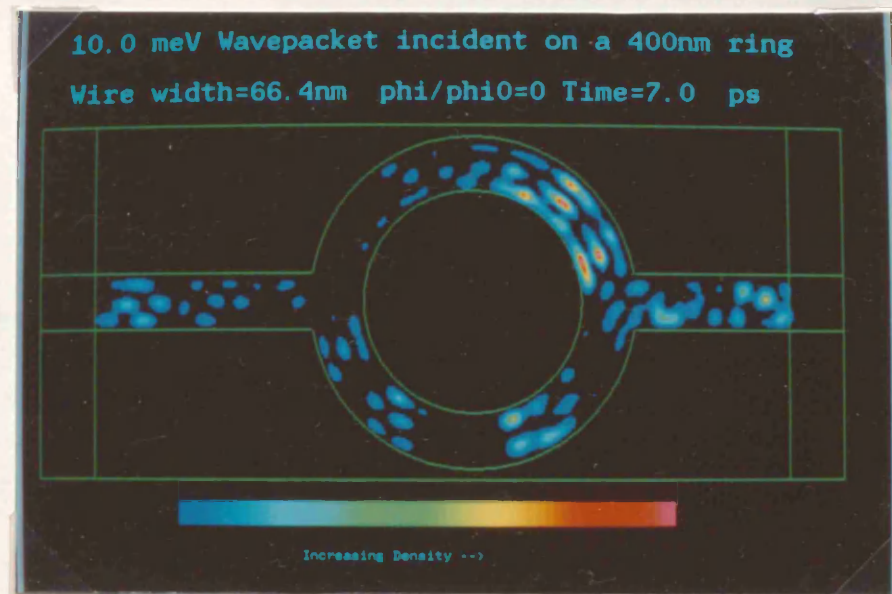 10.0 meV Wavepacket incident on a 400nm ring
Wire width=66.4nm phi/phi0=0 Time=7.0 ps
Increasing Density -->